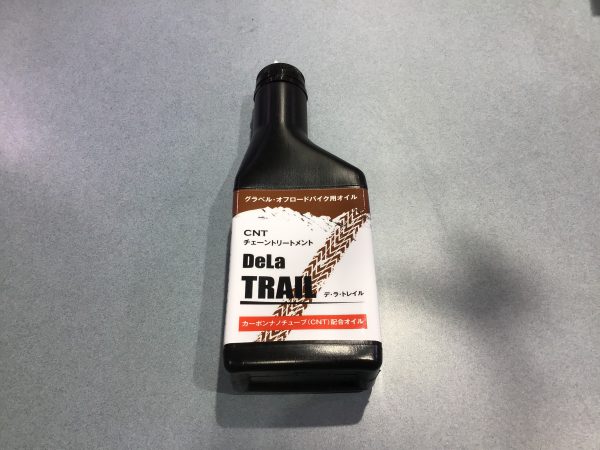 グラベル・オフロードバイク用オイル
CNT
チェーントリートメント
DeLa
TRAIL
デ・ラ・トレイル
カーボンナノチューブ(CNT)配合オイル